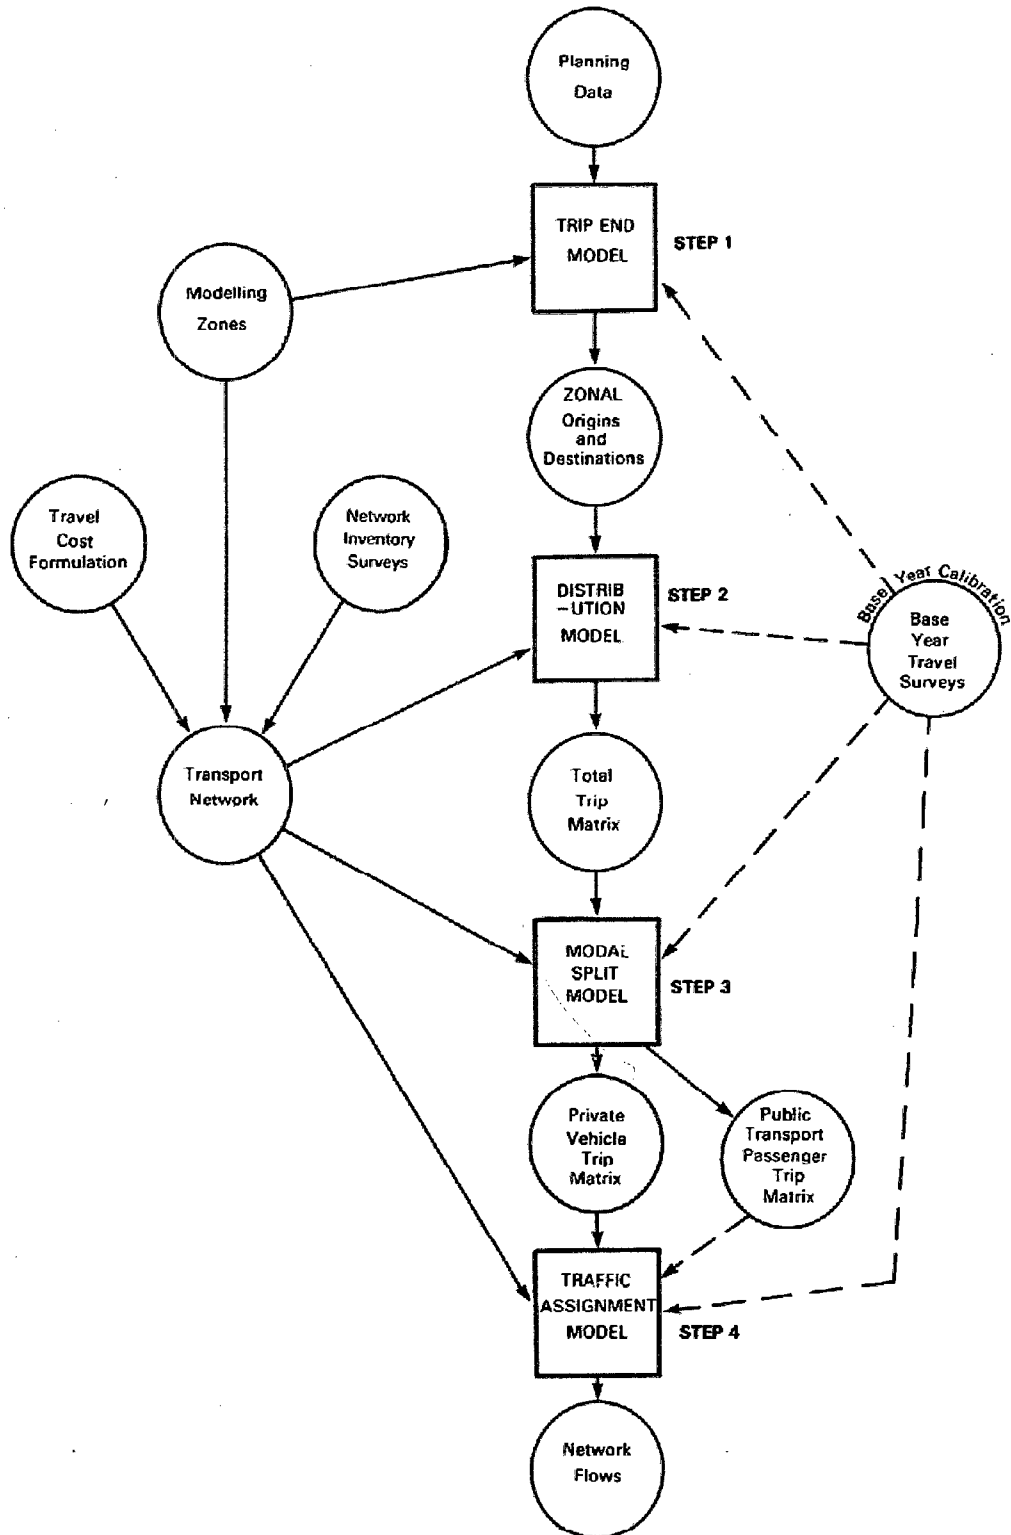 Planning
Data
TRIP END
MODEL
STEP 1
Modelling
Zones
ZONAL
Origins
and
Destinations
Travel
Cost
Formulation
Network
Inventory
Surveys
DISTRIB
-UTION
MODEL
STEP 2
Base Year Calibration
Base
Year
Travel
Surveys
Transport
Network
Total
Trip
Matrix
MODAL
SPLIT
MODEL
STEP 3
Private
Vehicle
Trip
Matrix
Public
Transport
Passenger
Trip
Matrix
TRAFFIC
ASSIGNMENT
MODEL
STEP 4
Network
Flows